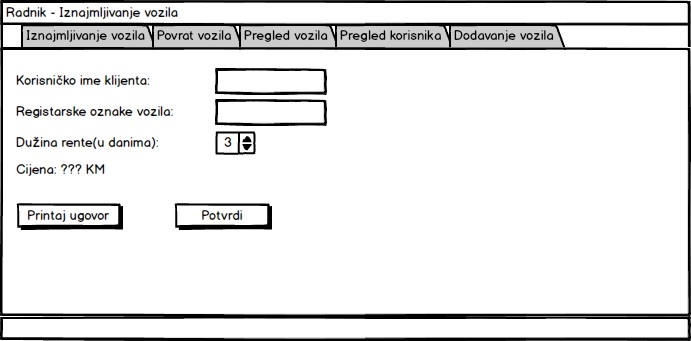 Radnik - Iznajmljivanje vozila
Iznajmljivanje vozila Povrat vozila Pregled vozila Pregled korisnika Dodavanje vozila
Korisničko ime klijenta:
Registarske oznake vozila:
Dužina rente(u danima): 3
Cijena: ??? KM
Printaj ugovor Potvrdi